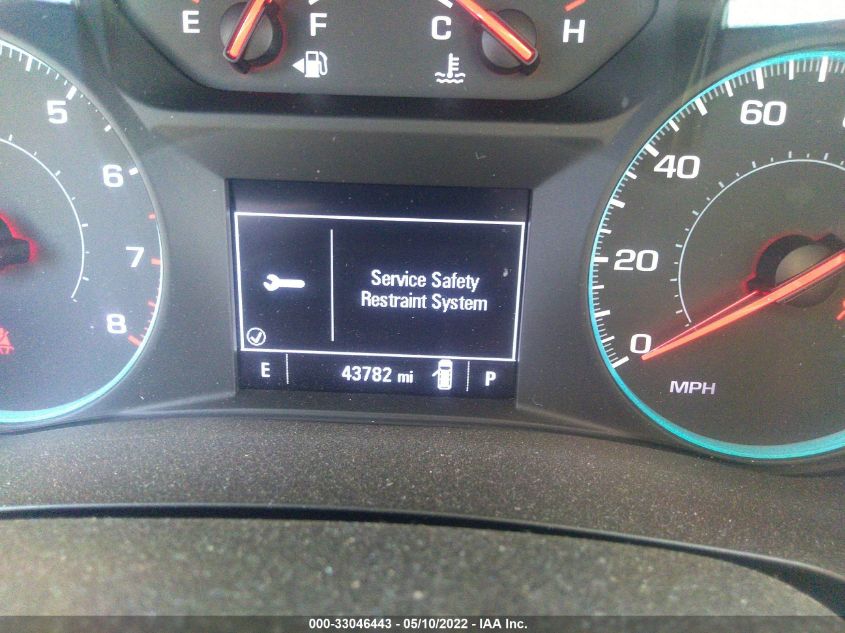 E F C H
5 6 7 8
20 40 60
0
MPH
Service Safety
Restraint System
E 43782 mi P
000-33046443 — 05/10/2022 — IAA Inc.